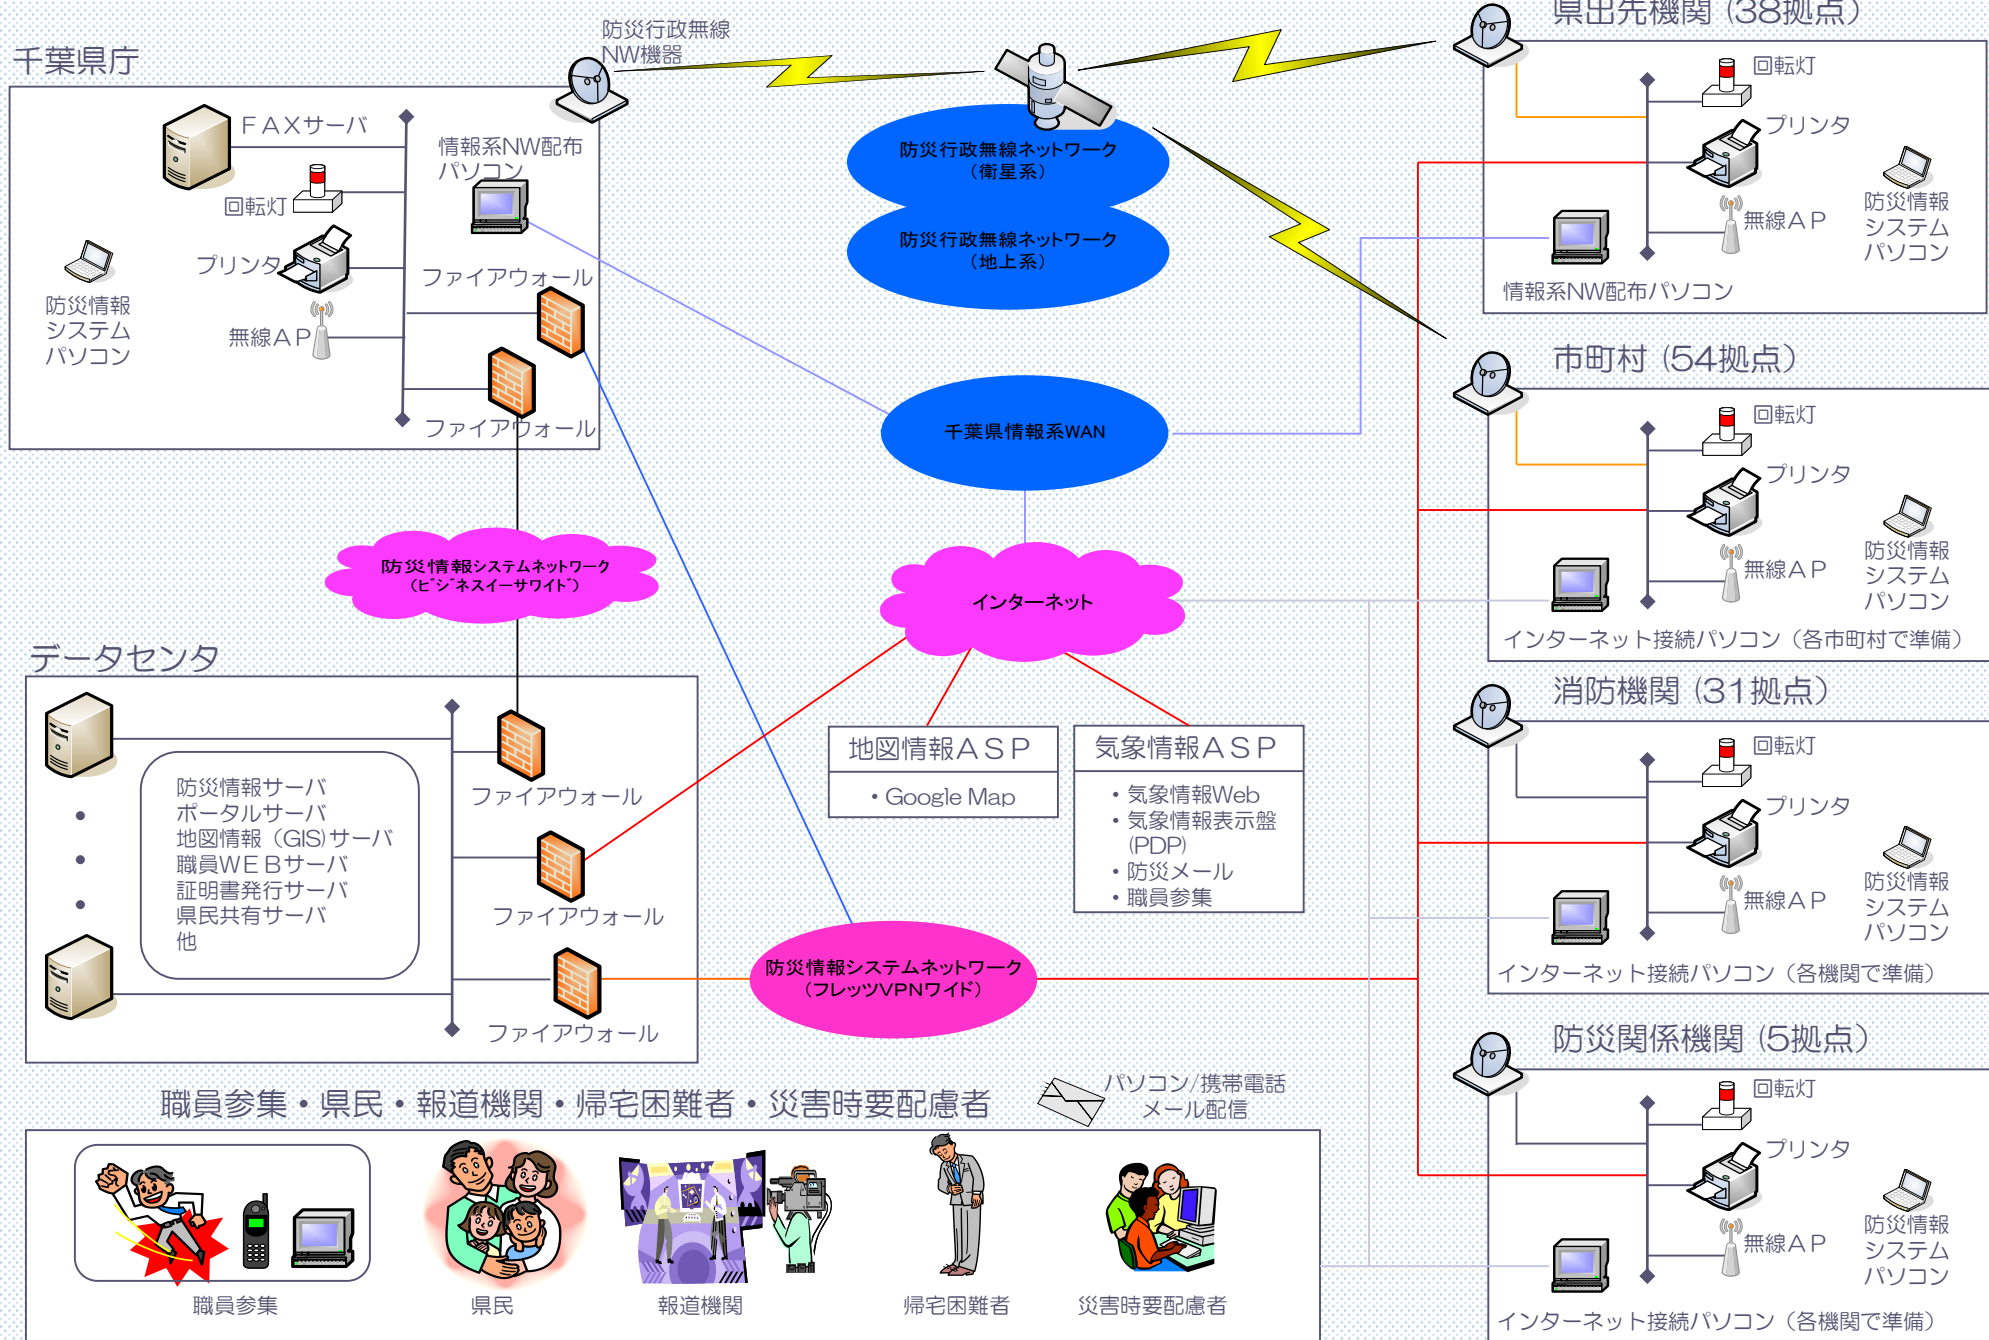 千葉県庁
防災行政無線
NW機器
FAXサーバ
回転灯
情報系NW配布
パソコン
プリンタ
ファイアウォール
防災情報
システム
パソコン
無線AP
ファイアウォール
防災行政無線ネットワーク
(衛星系)
防災行政無線ネットワーク
(地上系)
千葉県情報系WAN
防災情報システムネットワーク
(ビジネスイーサワイド)
インターネット
データセンタ
防災情報サーバ
ポータルサーバ
地図情報(GIS)サーバ
職員WEBサーバ
証明書発行サーバ
県民共有サーバ
他
・
・
・
ファイアウォール
ファイアウォール
ファイアウォール
地図情報ASP
・Google Map
気象情報ASP
・気象情報Web
・気象情報表示盤
(PDP)
・防災メール
・職員参集
防災情報システムネットワーク
(フレッツVPNワイド)
県出先機関 (38拠点)
回転灯
プリンタ
無線AP
防災情報
システム
パソコン
情報系NW配布パソコン
市町村 (54拠点)
回転灯
プリンタ
無線AP
防災情報
システム
パソコン
インターネット接続パソコン(各市町村で準備)
消防機関 (31拠点)
回転灯
プリンタ
無線AP
防災情報
システム
パソコン
インターネット接続パソコン(各機関で準備)
防災関係機関 (5拠点)
回転灯
プリンタ
無線AP
防災情報
システム
パソコン
インターネット接続パソコン(各機関で準備)
職員参集・県民・報道機関・帰宅困難者・災害時要配慮者
パソコン/携帯電話
メール配信
職員参集
県民
報道機関
帰宅困難者
災害時要配慮者